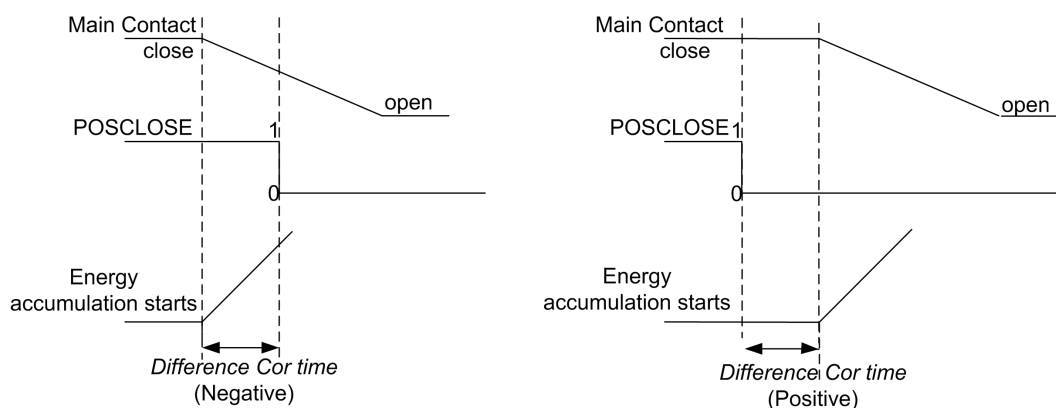 Main Contact
close
open
POSCLOSE
1
0
Energy
accumulation starts
Difference Cor time
(Negative)
Main Contact
close
open
POSCLOSE
1
0
Energy
accumulation starts
Difference Cor time
(Positive)